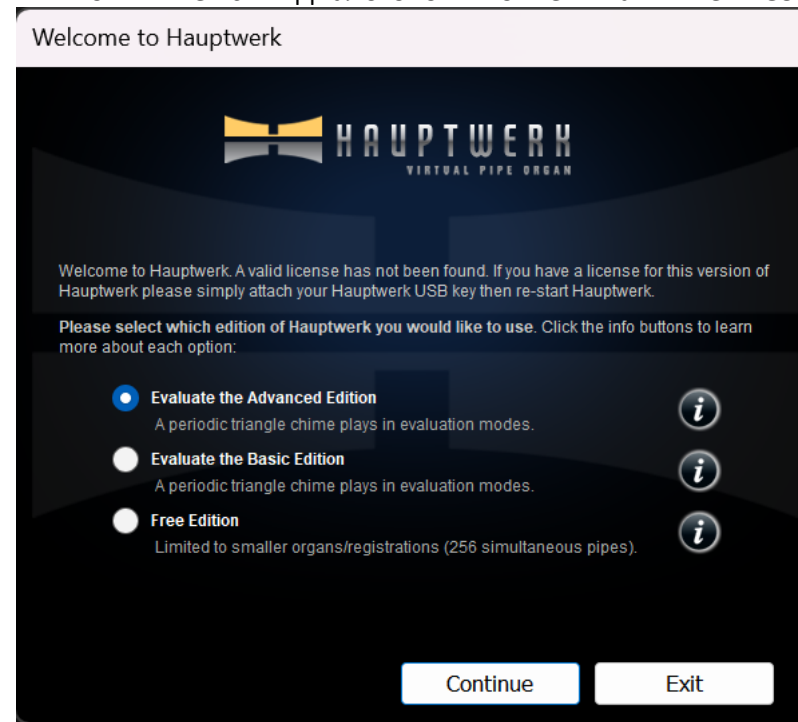 Welcome to Hauptwerk
HAUPTWERK
VIRTUAL PIPE ORGAN
Welcome to Hauptwerk. A valid license has not been found. If you have a license for this version of
Hauptwerk please simply attach your Hauptwerk USB key then re-start Hauptwerk.
Please select which edition of Hauptwerk you would like to use. Click the info buttons to learn
more about each option:
Evaluate the Advanced Edition
A periodic triangle chime plays in evaluation modes.
Evaluate the Basic Edition
A periodic triangle chime plays in evaluation modes.
Free Edition
Limited to smaller organs/registrations (256 simultaneous pipes).
Continue
Exit